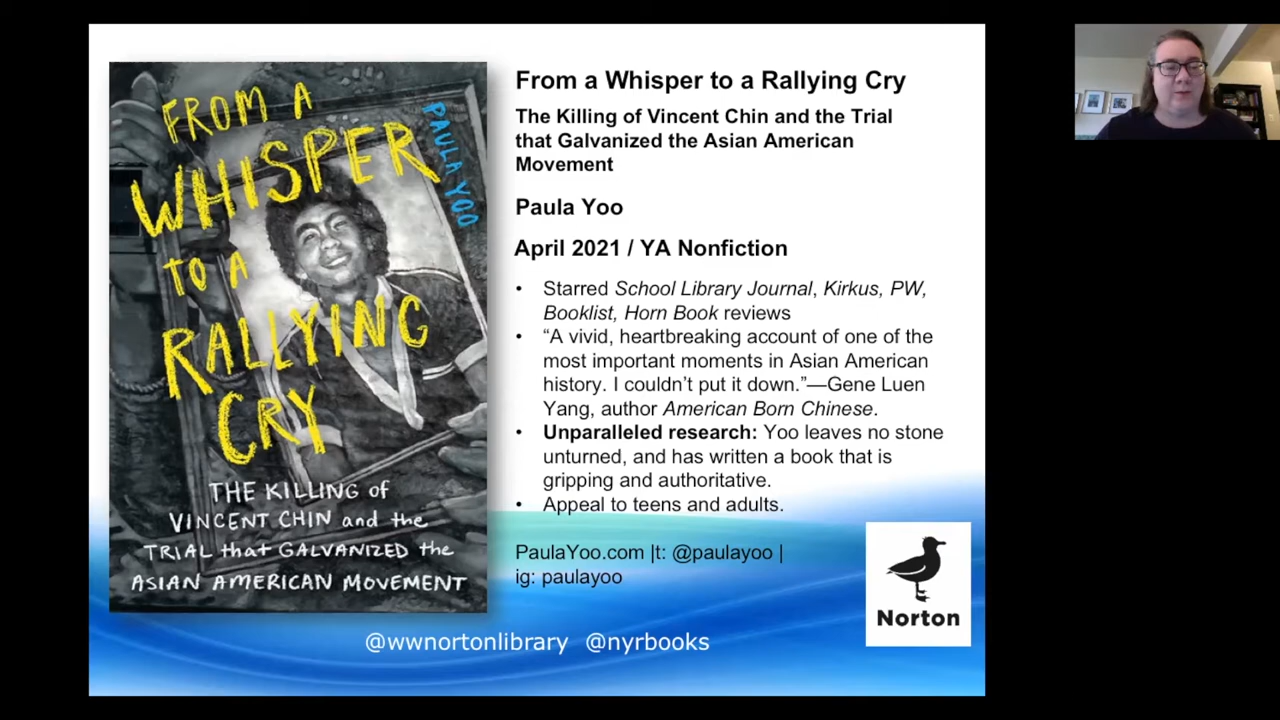 FROM A
WHISPER
TO A
RALLYING
CRY
PAULA YOO
THE KILLING of
VINCENT CHIN and the
TRIAL that GALVANIZED the
ASIAN AMERICAN MOVEMENT
From a Whisper to a Rallying Cry
The Killing of Vincent Chin and the Trial
that Galvanized the Asian American
Movement
Paula Yoo
April 2021 / YA Nonfiction
• Starred School Library Journal, Kirkus, PW,
Booklist, Horn Book reviews
• “A vivid, heartbreaking account of one of the
most important moments in Asian American
history. I couldn’t put it down.”—Gene Luen
Yang, author American Born Chinese.
• Unparalleled research: Yoo leaves no stone
unturned, and has written a book that is
gripping and authoritative.
• Appeal to teens and adults.
PaulaYoo.com |t: @paulayoo |
ig: paulayoo
Norton
@wwnortonlibrary @nyrbooks